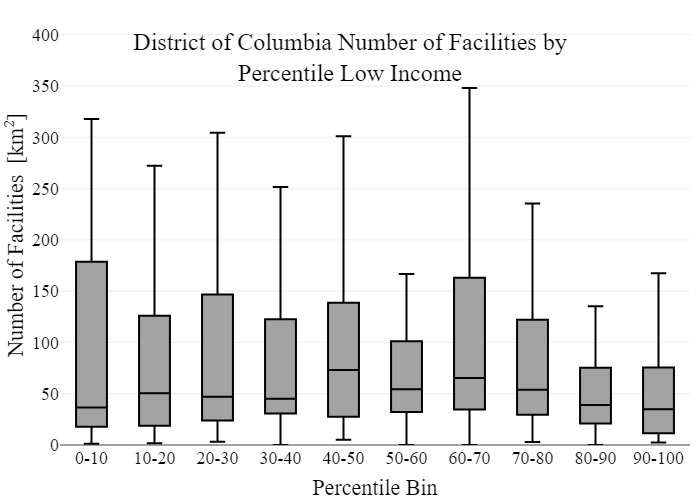 District of Columbia Number of Facilities by
Percentile Low Income
Number of Facilities [km²]
400
350
300
250
200
150
100
50
0
0-10 10-20 20-30 30-40 40-50 50-60 60-70 70-80 80-90 90-100
Percentile Bin